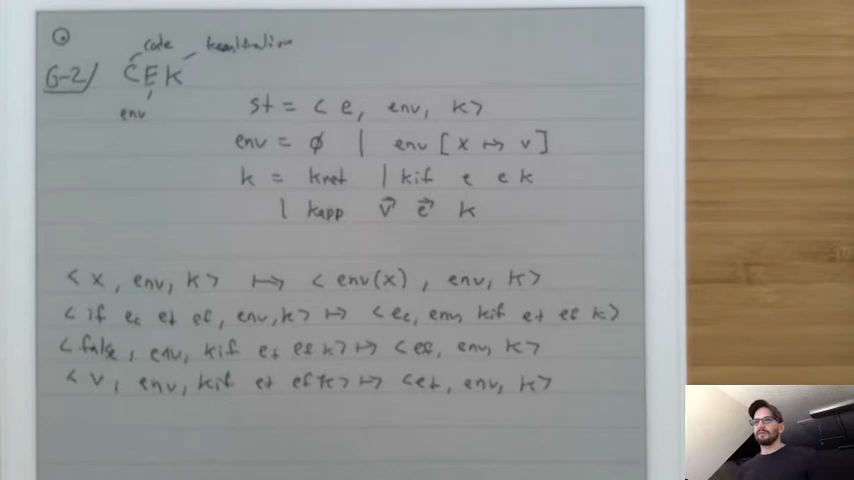 code kontinuation
6-2/ CEK
env
st = < e, env, k>
env = ∅ | env [x ↦ v]
k = kret | kif e e k
| kapp v⃗ e⃗ k
< x, env, k> ↦ < env(x), env, k>
< if ec et ef, env, k> ↦ <ec, env, kif et ef k>
< false, env, kif et ef k> ↦ <ef, env, k>
< v, env, kif et ef k> ↦ <et, env, k>